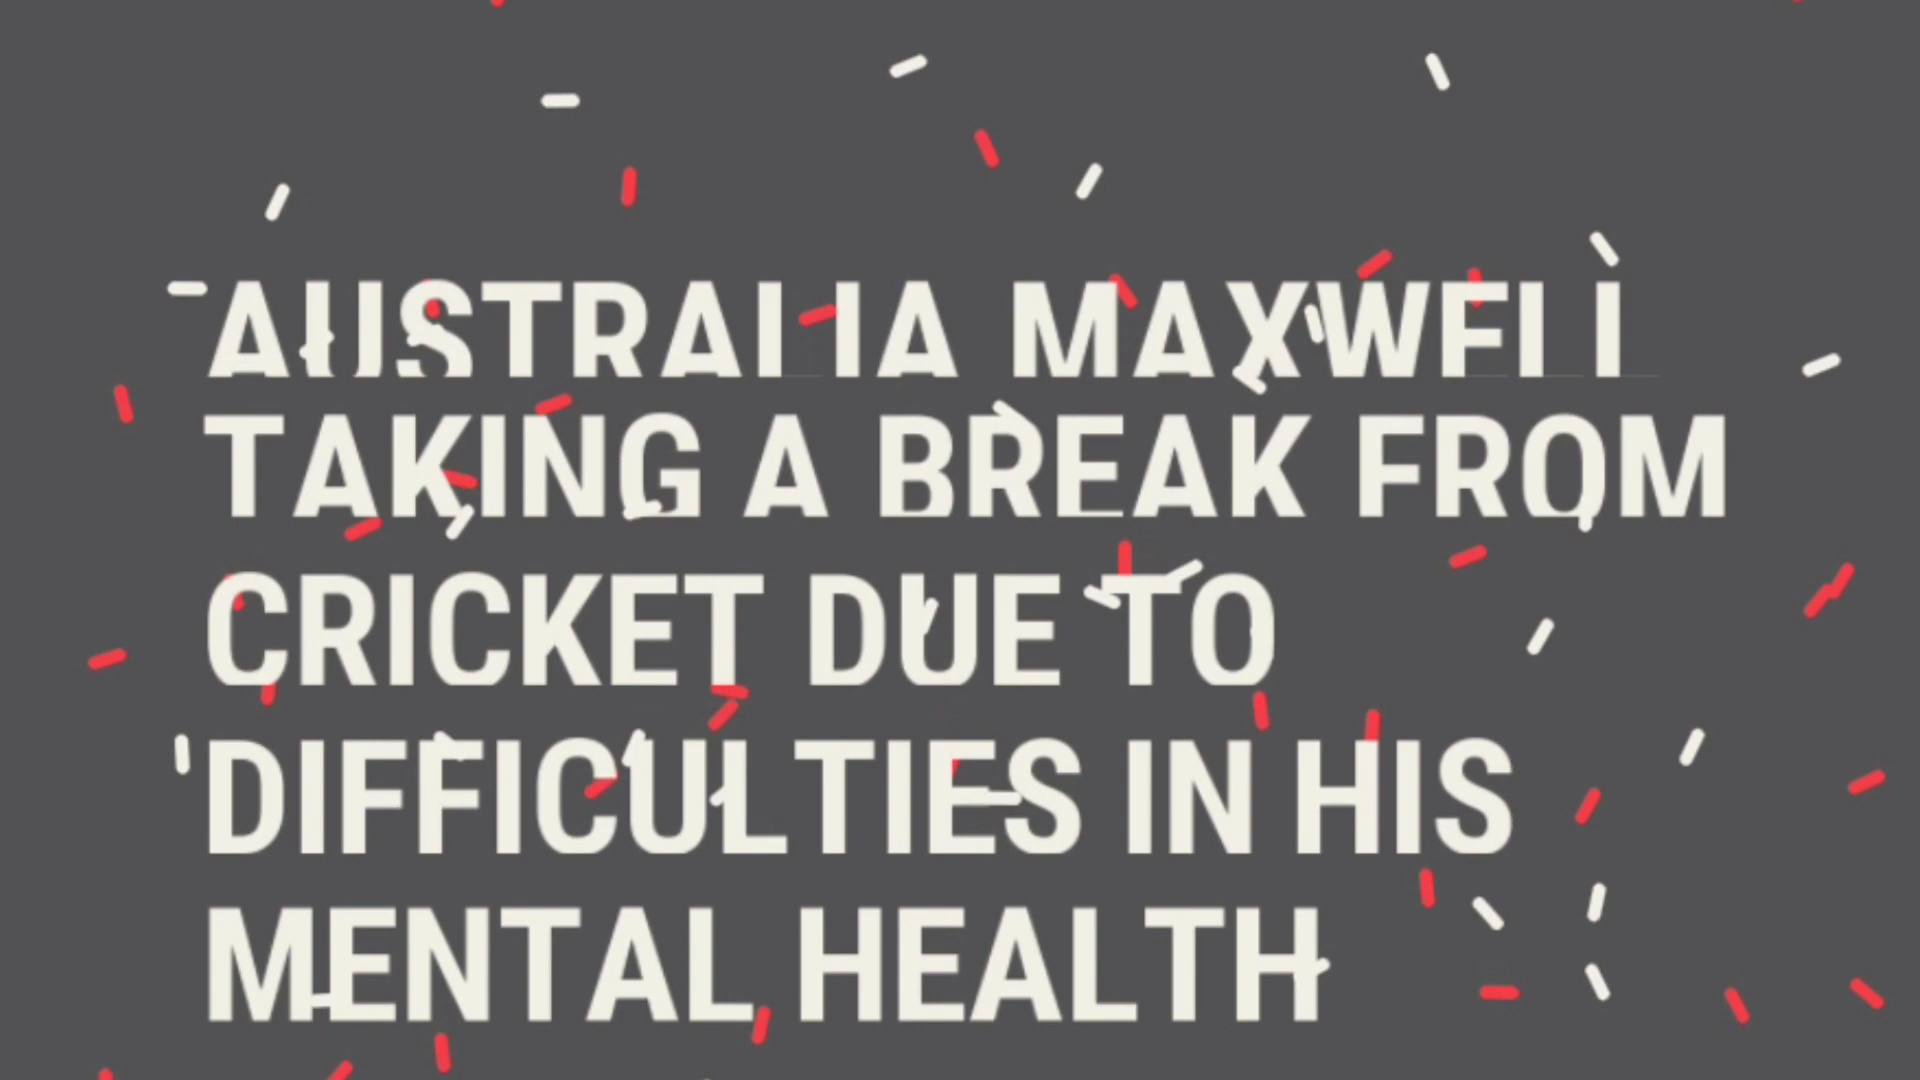 AUSTRALIA MAXWELL
TAKING A BREAK FROM
CRICKET DUE TO
DIFFICULTIES IN HIS
MENTAL HEALTH